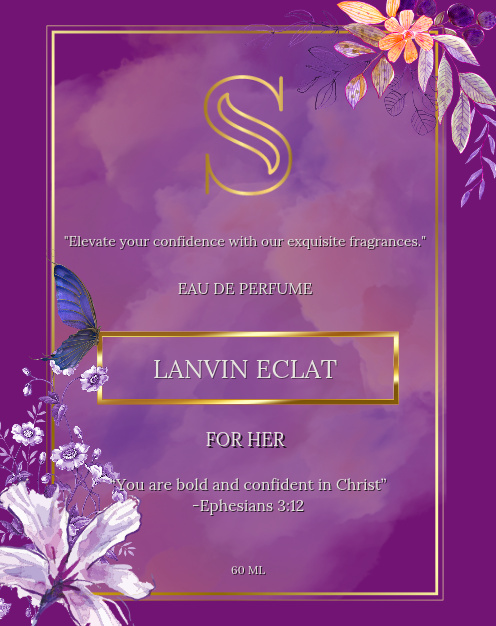 S
"Elevate your confidence with our exquisite fragrances."
EAU DE PERFUME
LANVIN ECLAT
FOR HER
“You are bold and confident in Christ”
-Ephesians 3:12
60 ML